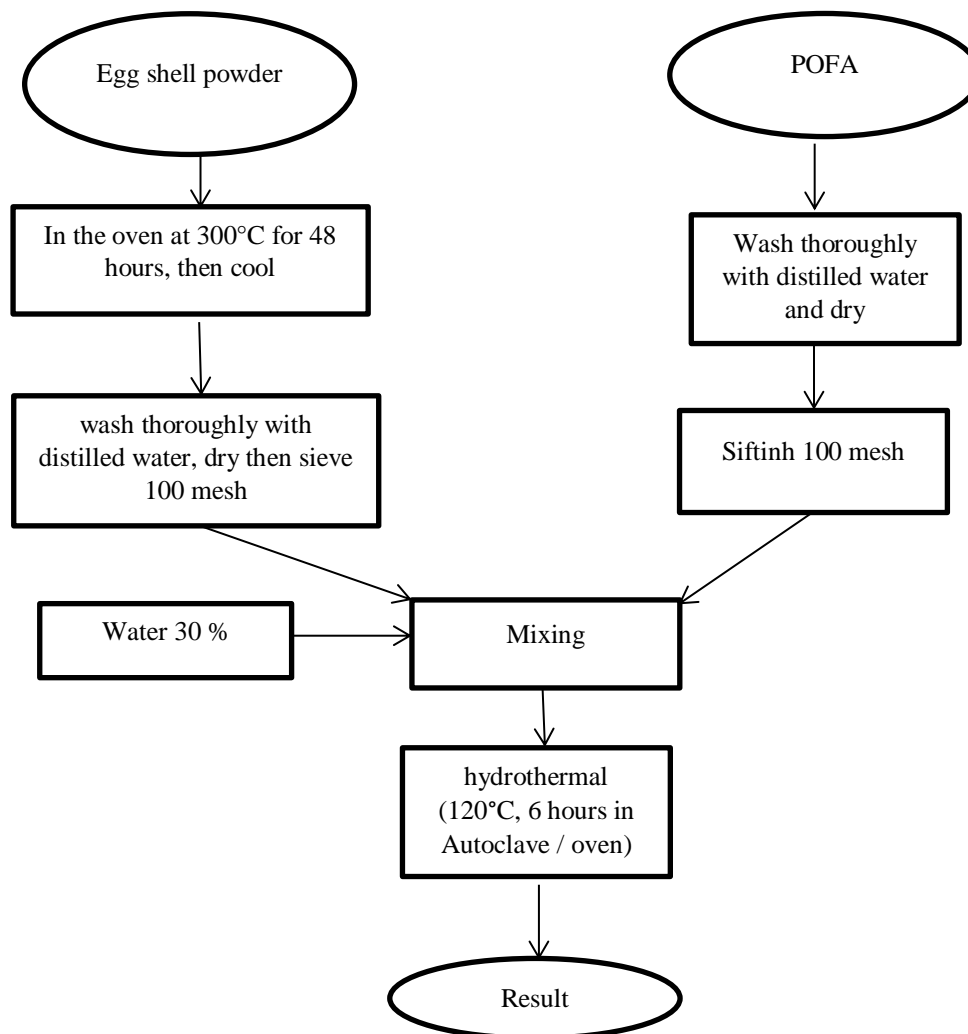 Egg shell powder
POFA
In the oven at 300°C for 48
hours, then cool
Wash thoroughly
with distilled water
and dry
wash thoroughly with
distilled water, dry then sieve
100 mesh
Siftinh 100 mesh
Water 30 %
Mixing
hydrothermal
(120°C, 6 hours in
Autoclave / oven)
Result